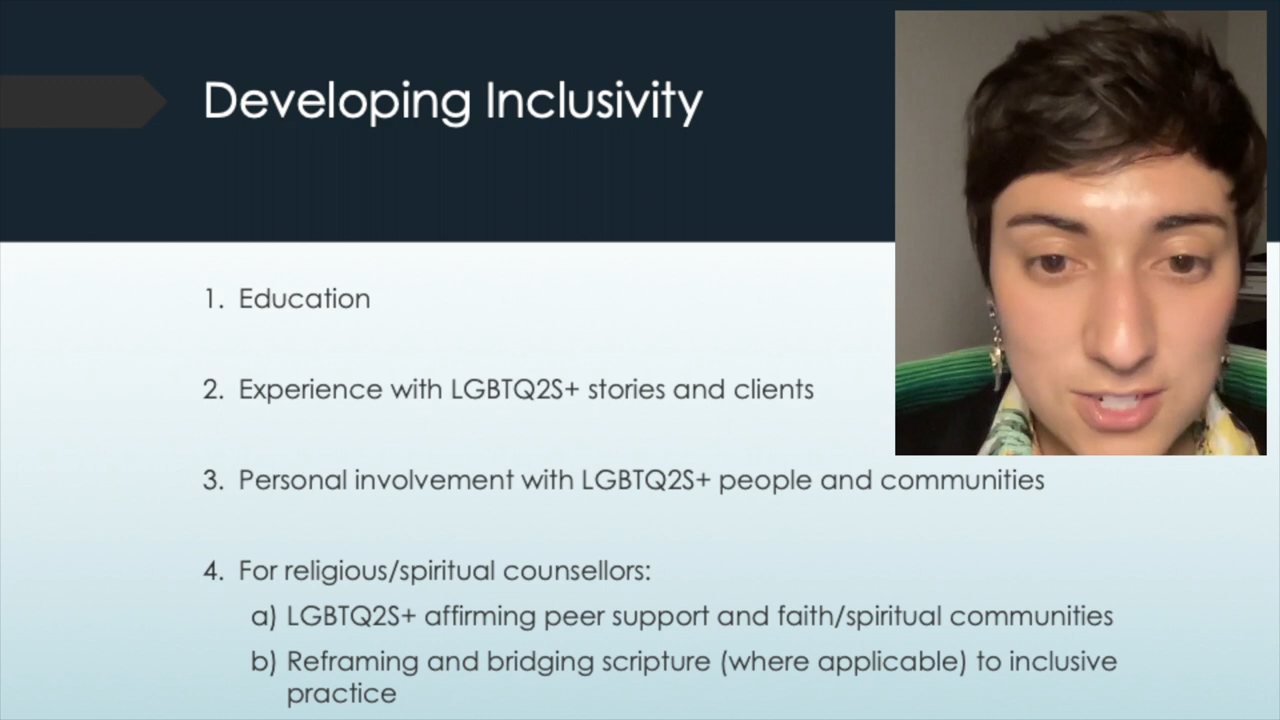 Developing Inclusivity
1. Education
2. Experience with LGBTQ2S+ stories and clients
3. Personal involvement with LGBTQ2S+ people and communities
4. For religious/spiritual counsellors:
a) LGBTQ2S+ affirming peer support and faith/spiritual communities
b) Reframing and bridging scripture (where applicable) to inclusive
practice